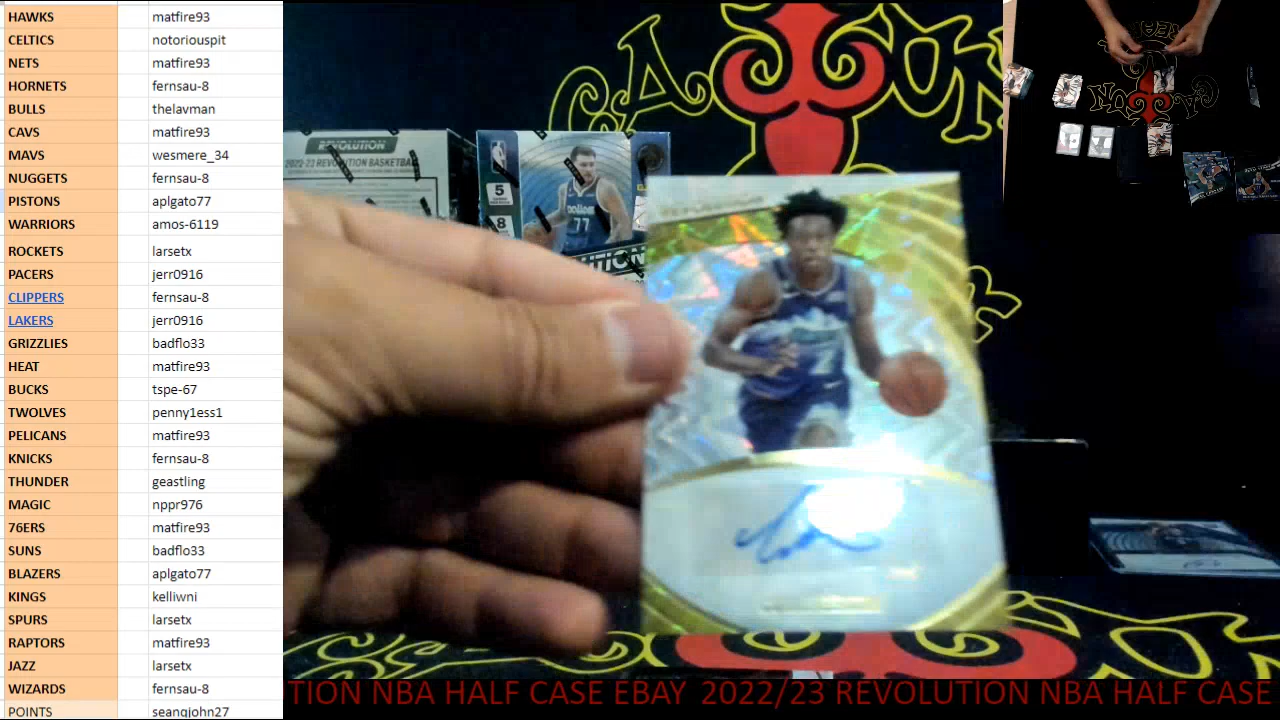 HAWKS matfire93
CELTICS notoriouspit
NETS matfire93
HORNETS fernsau-8
BULLS thelavman
CAVS matfire93
MAVS wesmere_34
NUGGETS fernsau-8
PISTONS aplgato77
WARRIORS amos-6119
ROCKETS larsetx
PACERS jerr0916
CLIPPERS fernsau-8
LAKERS jerr0916
GRIZZLIES badflo33
HEAT matfire93
BUCKS tspe-67
TWOLVES penny1ess1
PELICANS matfire93
KNICKS fernsau-8
THUNDER geastling
MAGIC nppr976
76ERS matfire93
SUNS badflo33
BLAZERS aplgato77
KINGS kelliwni
SPURS larsetx
RAPTORS matfire93
JAZZ larsetx
WIZARDS fernsau-8
POINTS seanqjohn27
REVOLUTION
2022-23 REVOLUTION BASKETBAL
5
8
77
7
TION NBA HALF CASE EBAY 2022/23 REVOLUTION NBA HALF CASE